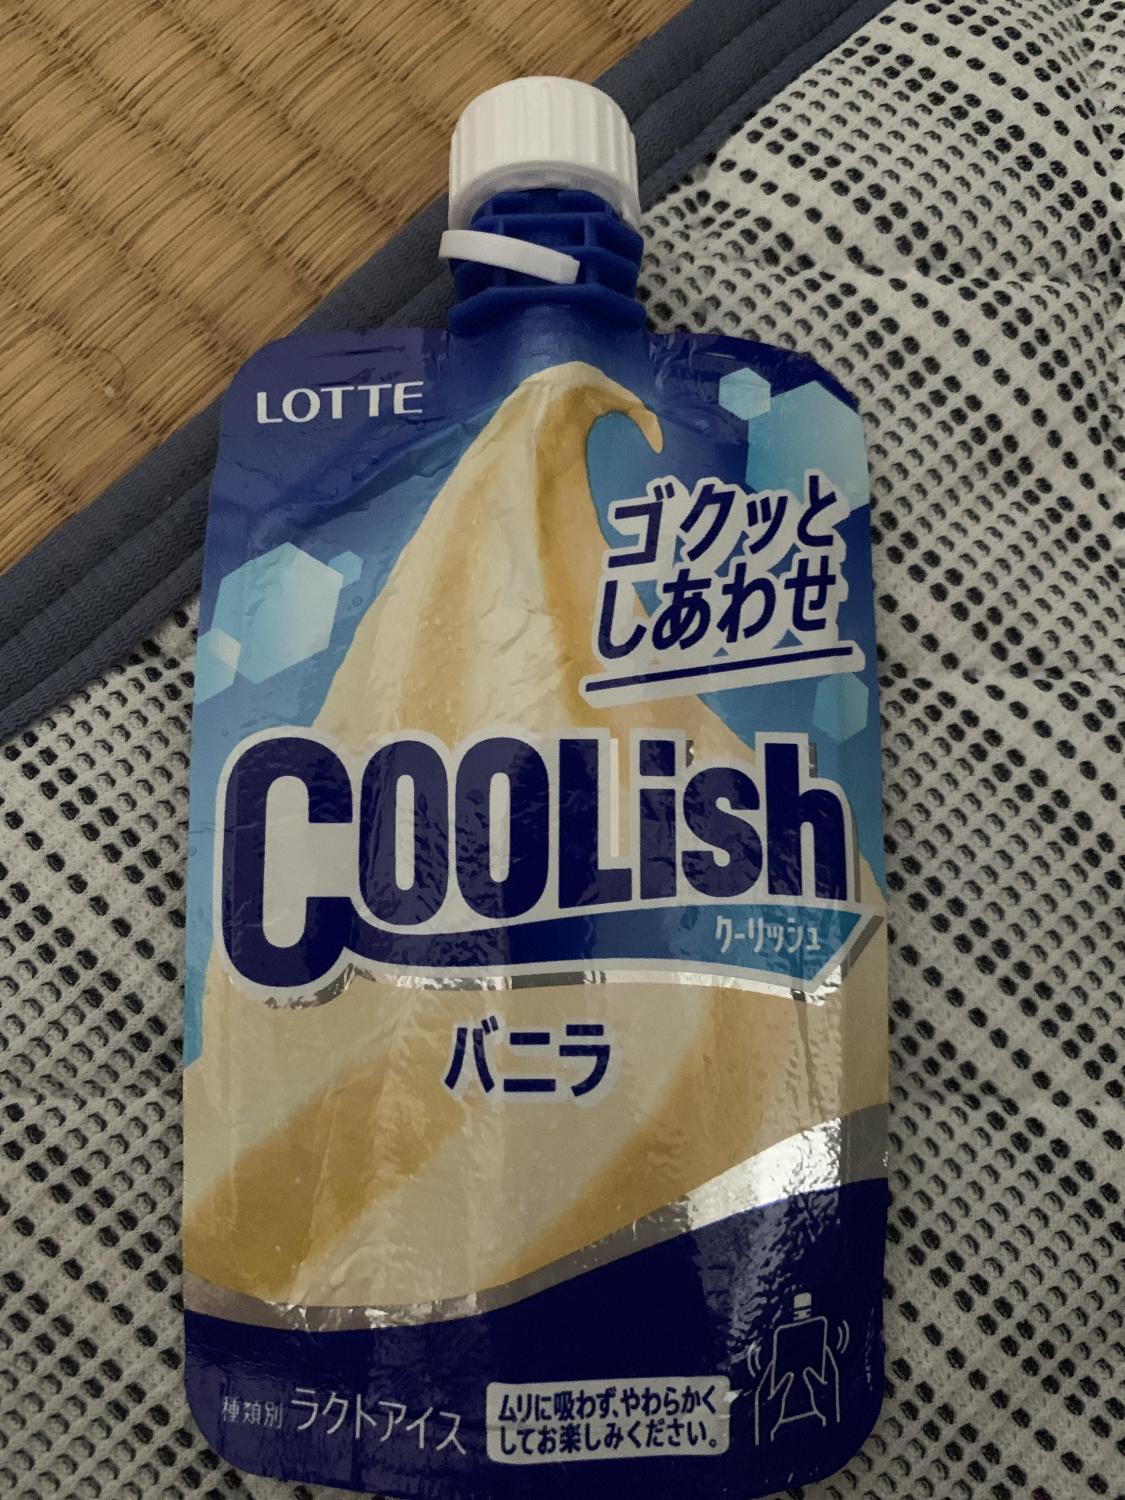 LOTTE
ゴクッと
しあわせ
COOLish
クーリッシュ
バニラ
種類別 ラクトアイス
ムリに吸わず、やわらかく
してお楽しみください。